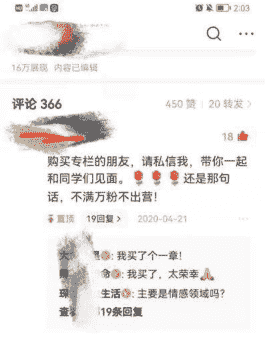 2:03
16万展现 内容已编辑
评论 366
450 赞 20 转发>
18
购买专栏的朋友，请私信我，带你一起
和同学们见面。🌹🌹🌹还是那句
话，不满万粉不出营！
置顶 19回复> 2020-04-21
: 我买了个一章！
: 我买了，太荣幸🙏
生活: 主要是情感领域吗？
19条回复